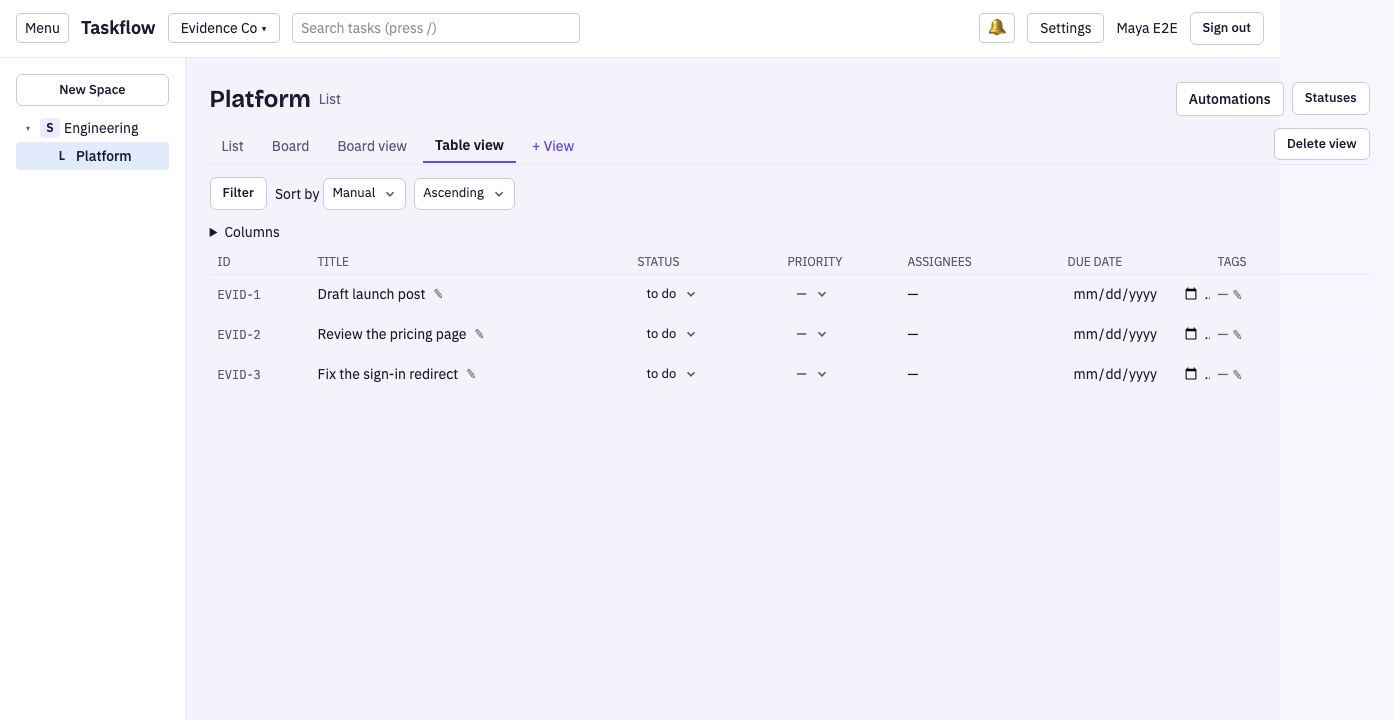 Menu Taskflow Evidence Co ▾ Search tasks (press /) Settings Maya E2E Sign out
New Space
▾ S Engineering
L Platform
Platform List Automations Statuses
List Board Board view Table view + View Delete view
Filter Sort by Manual Ascending
Columns
ID TITLE STATUS PRIORITY ASSIGNEES DUE DATE TAGS
EVID-1 Draft launch post ✎ to do — — mm/dd/yyyy .. — ✎
EVID-2 Review the pricing page ✎ to do — — mm/dd/yyyy .. — ✎
EVID-3 Fix the sign-in redirect ✎ to do — — mm/dd/yyyy .. — ✎